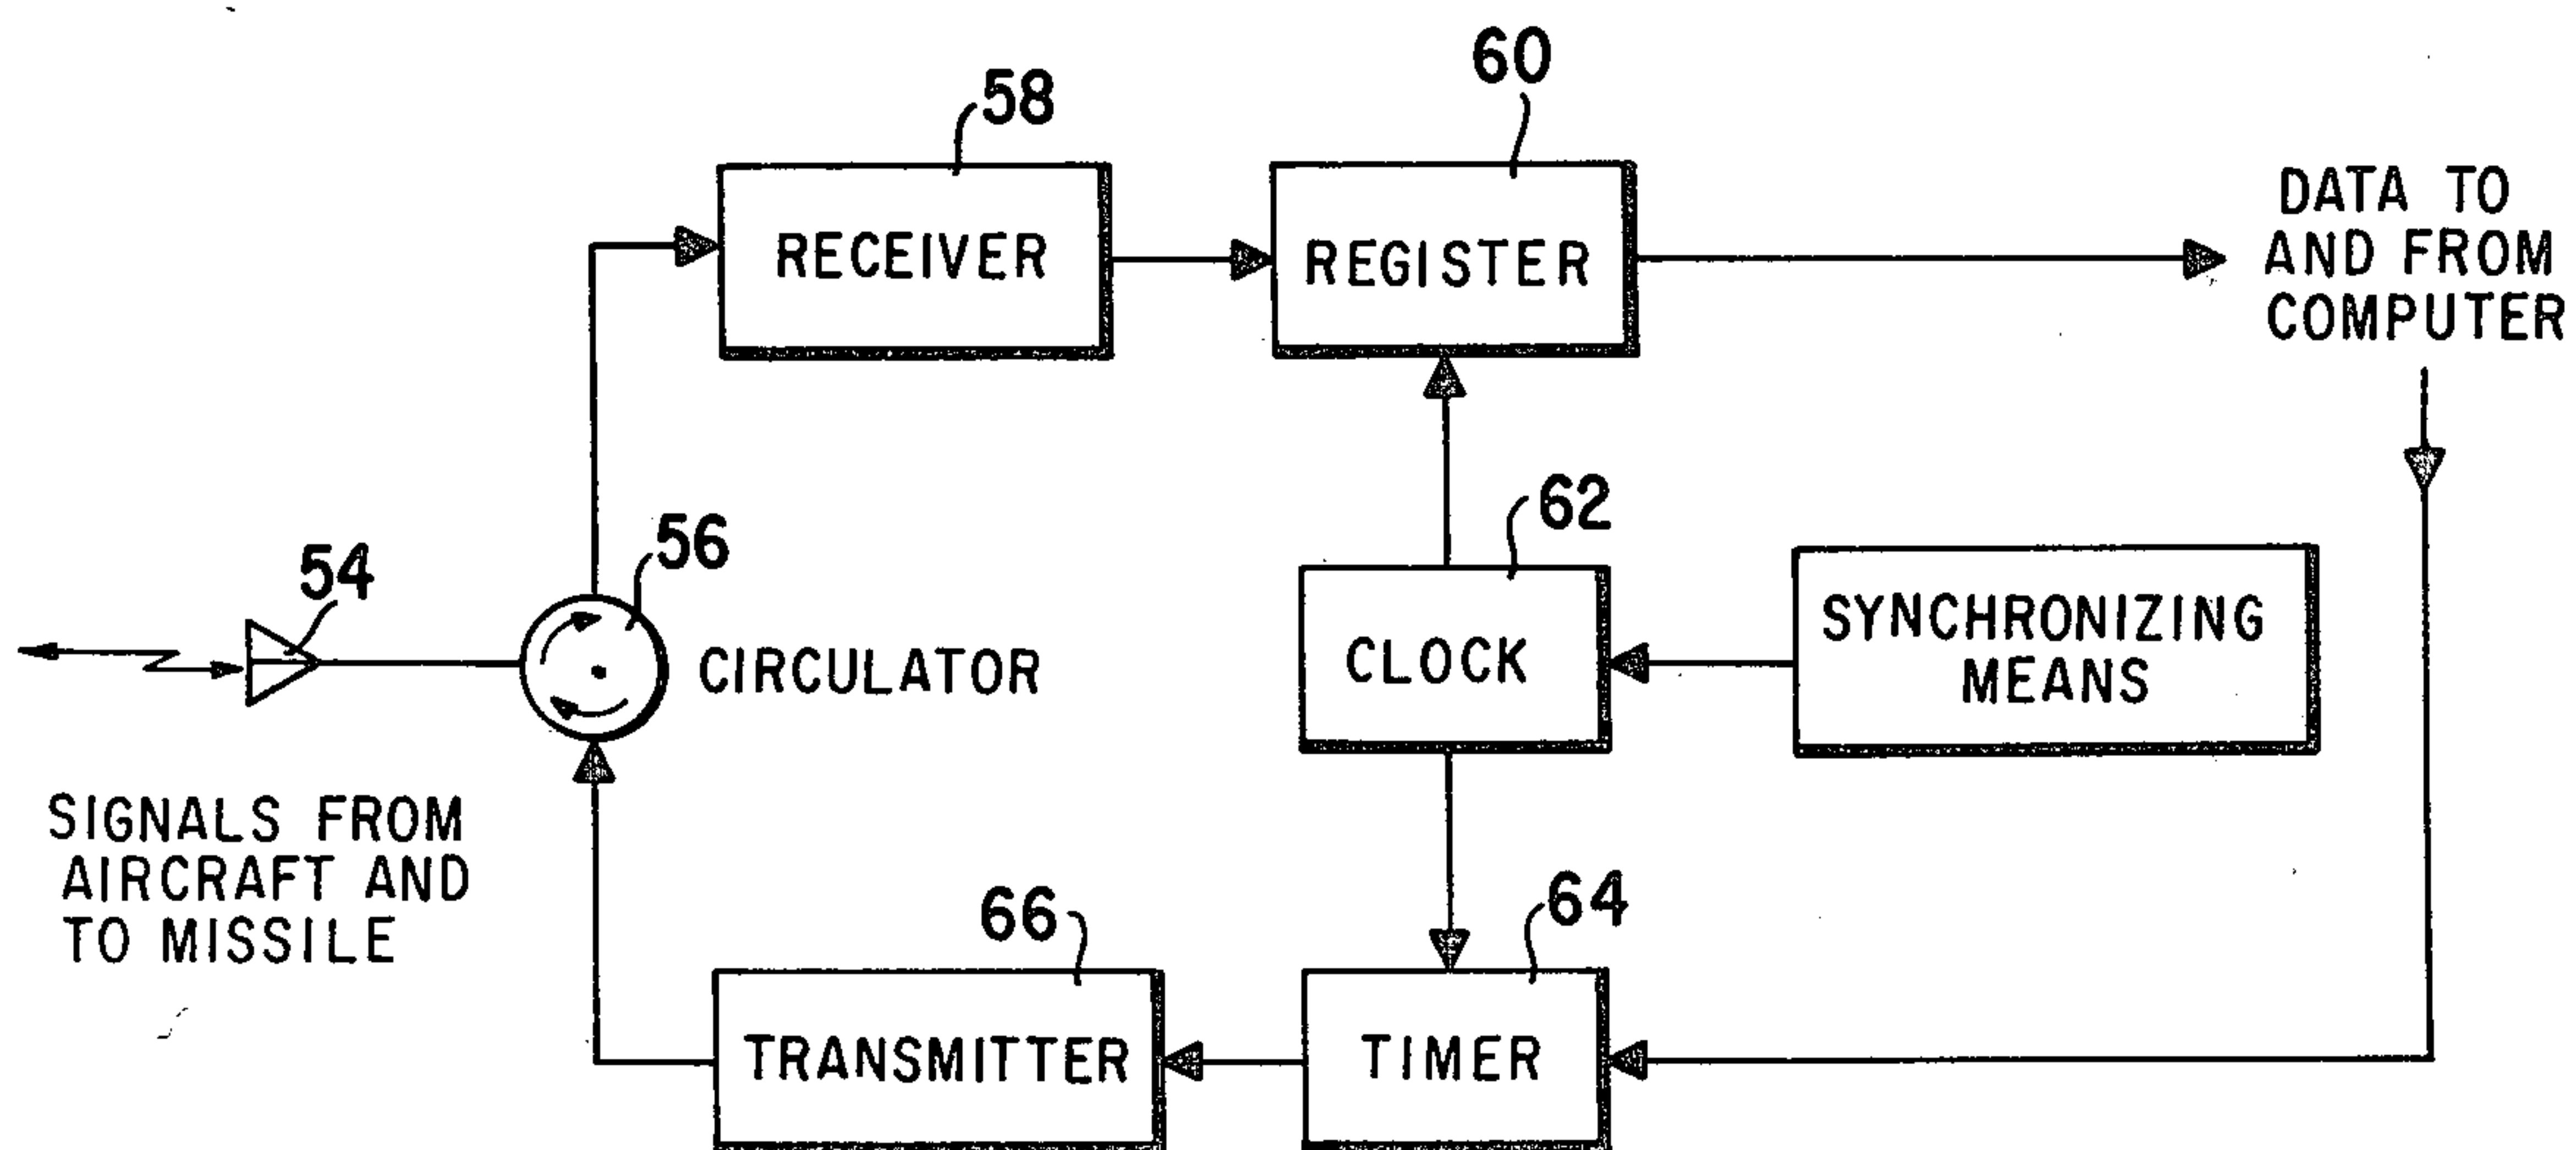 60
58
RECEIVER
REGISTER
DATA TO
AND FROM
COMPUTER
62
56
54
CIRCULATOR
CLOCK
SYNCHRONIZING
MEANS
SIGNALS FROM
AIRCRAFT AND
TO MISSILE
66
64
TRANSMITTER
TIMER